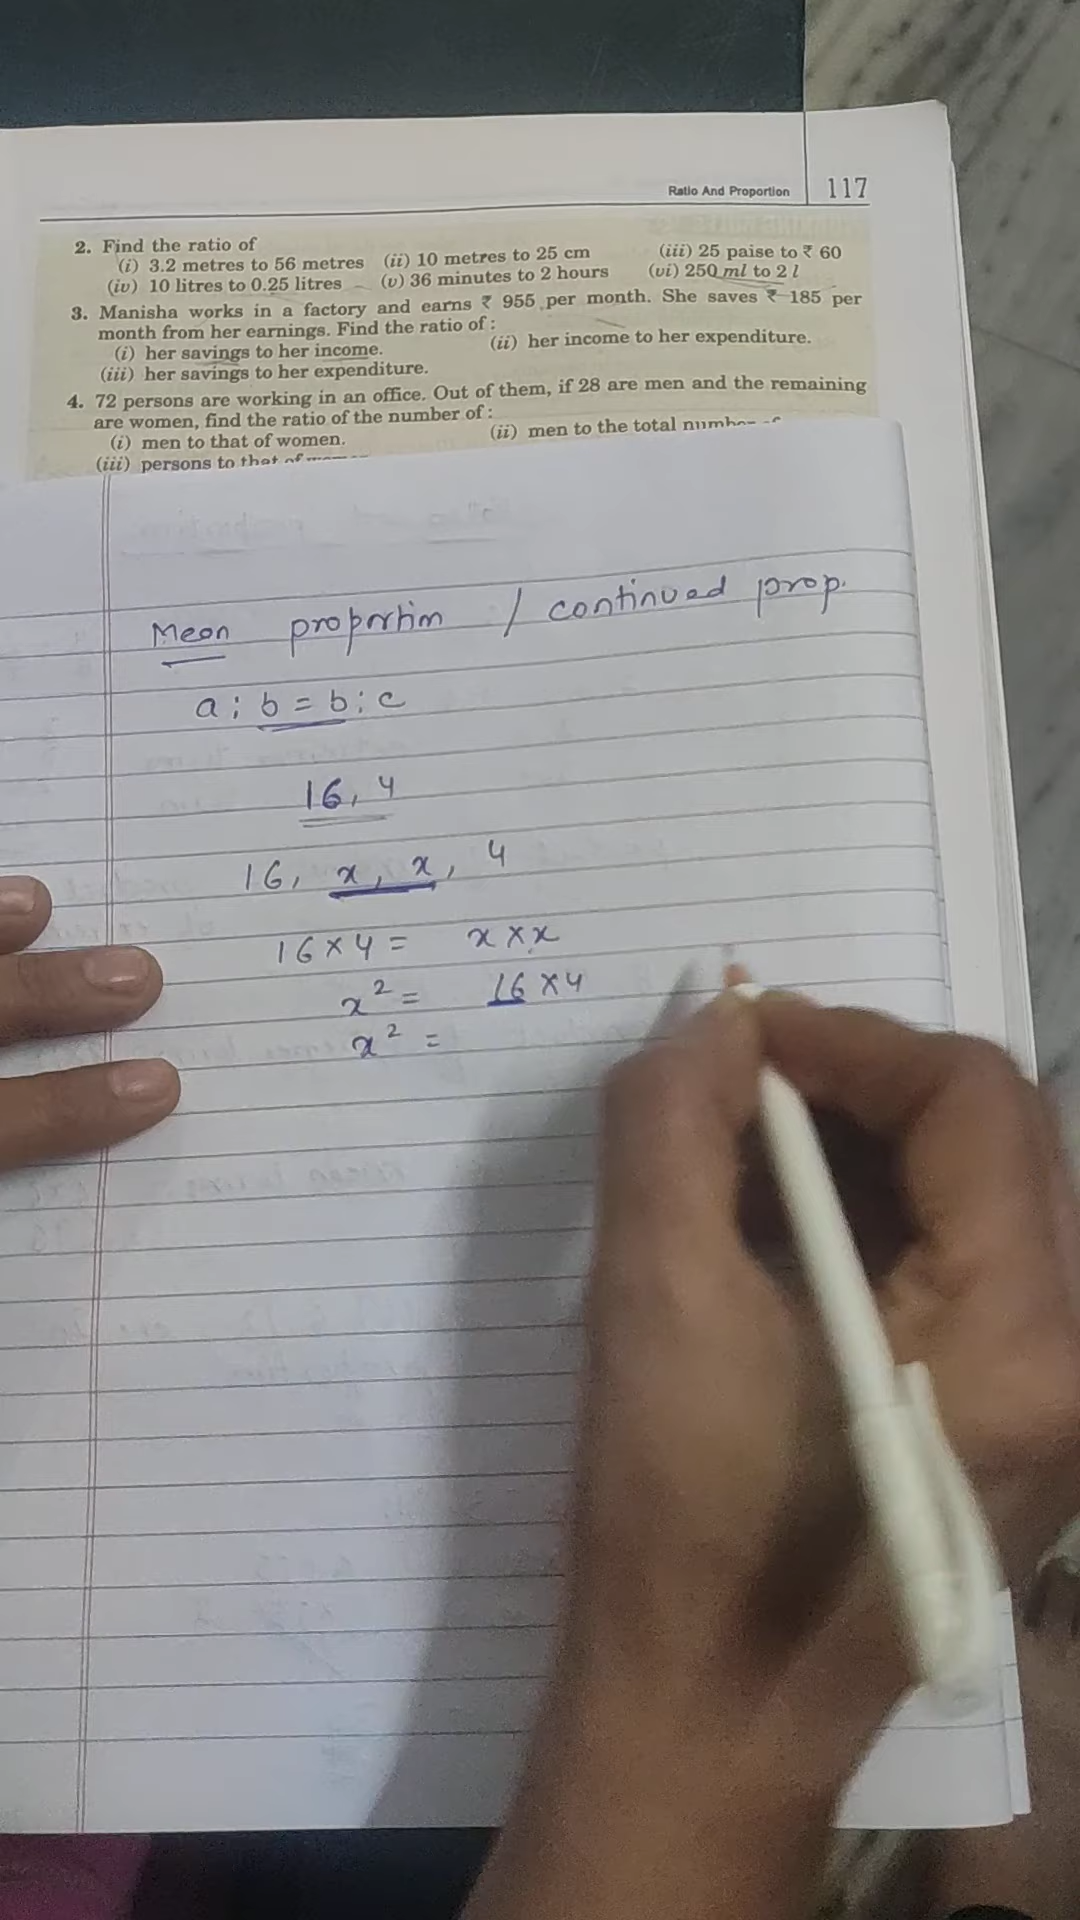 Ratio And Proportion 117
2. Find the ratio of
(i) 3.2 metres to 56 metres (ii) 10 metres to 25 cm (iii) 25 paise to ₹ 60
(iv) 10 litres to 0.25 litres (v) 36 minutes to 2 hours (vi) 250 ml to 2 l
3. Manisha works in a factory and earns ₹ 955 per month. She saves ₹ 185 per
month from her earnings. Find the ratio of :
(i) her savings to her income. (ii) her income to her expenditure.
(iii) her savings to her expenditure.
4. 72 persons are working in an office. Out of them, if 28 are men and the remaining
are women, find the ratio of the number of :
(i) men to that of women. (ii) men to the total
(iii) persons to that of
Mean proportion / continued prop.
a : b = b : c
16, 4
16, x, x, 4
16 × 4 = x × x
x² = 16 × 4
x² =